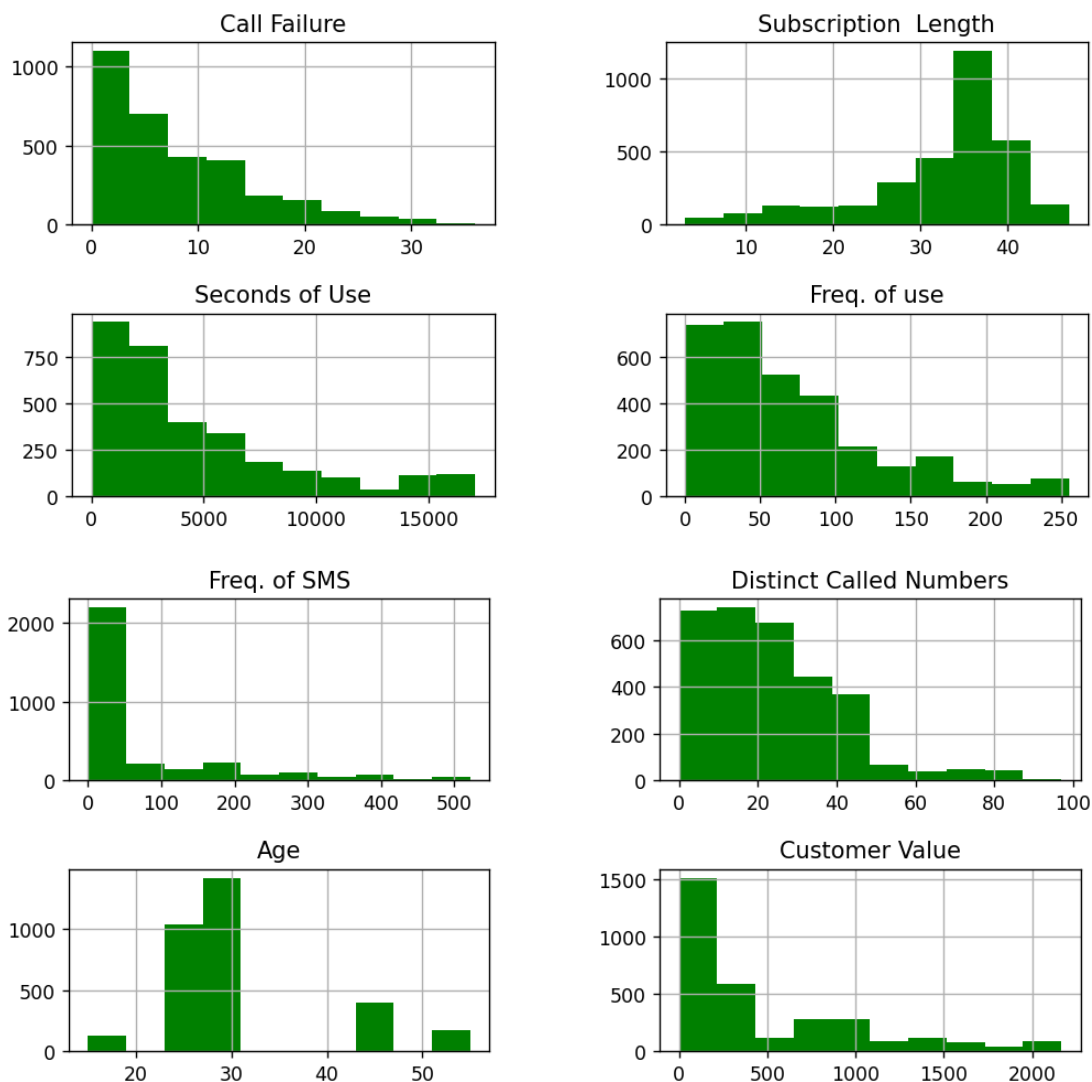 Call Failure
1000
500
0
0 10 20 30
Subscription  Length
1000
500
0
10 20 30 40
Seconds of Use
750
500
250
0
0 5000 10000 15000
Freq. of use
600
400
200
0
0 50 100 150 200 250
Freq. of SMS
2000
1000
0
0 100 200 300 400 500
Distinct Called Numbers
600
400
200
0
0 20 40 60 80 100
Age
1000
500
0
20 30 40 50
Customer Value
1500
1000
500
0
0 500 1000 1500 2000